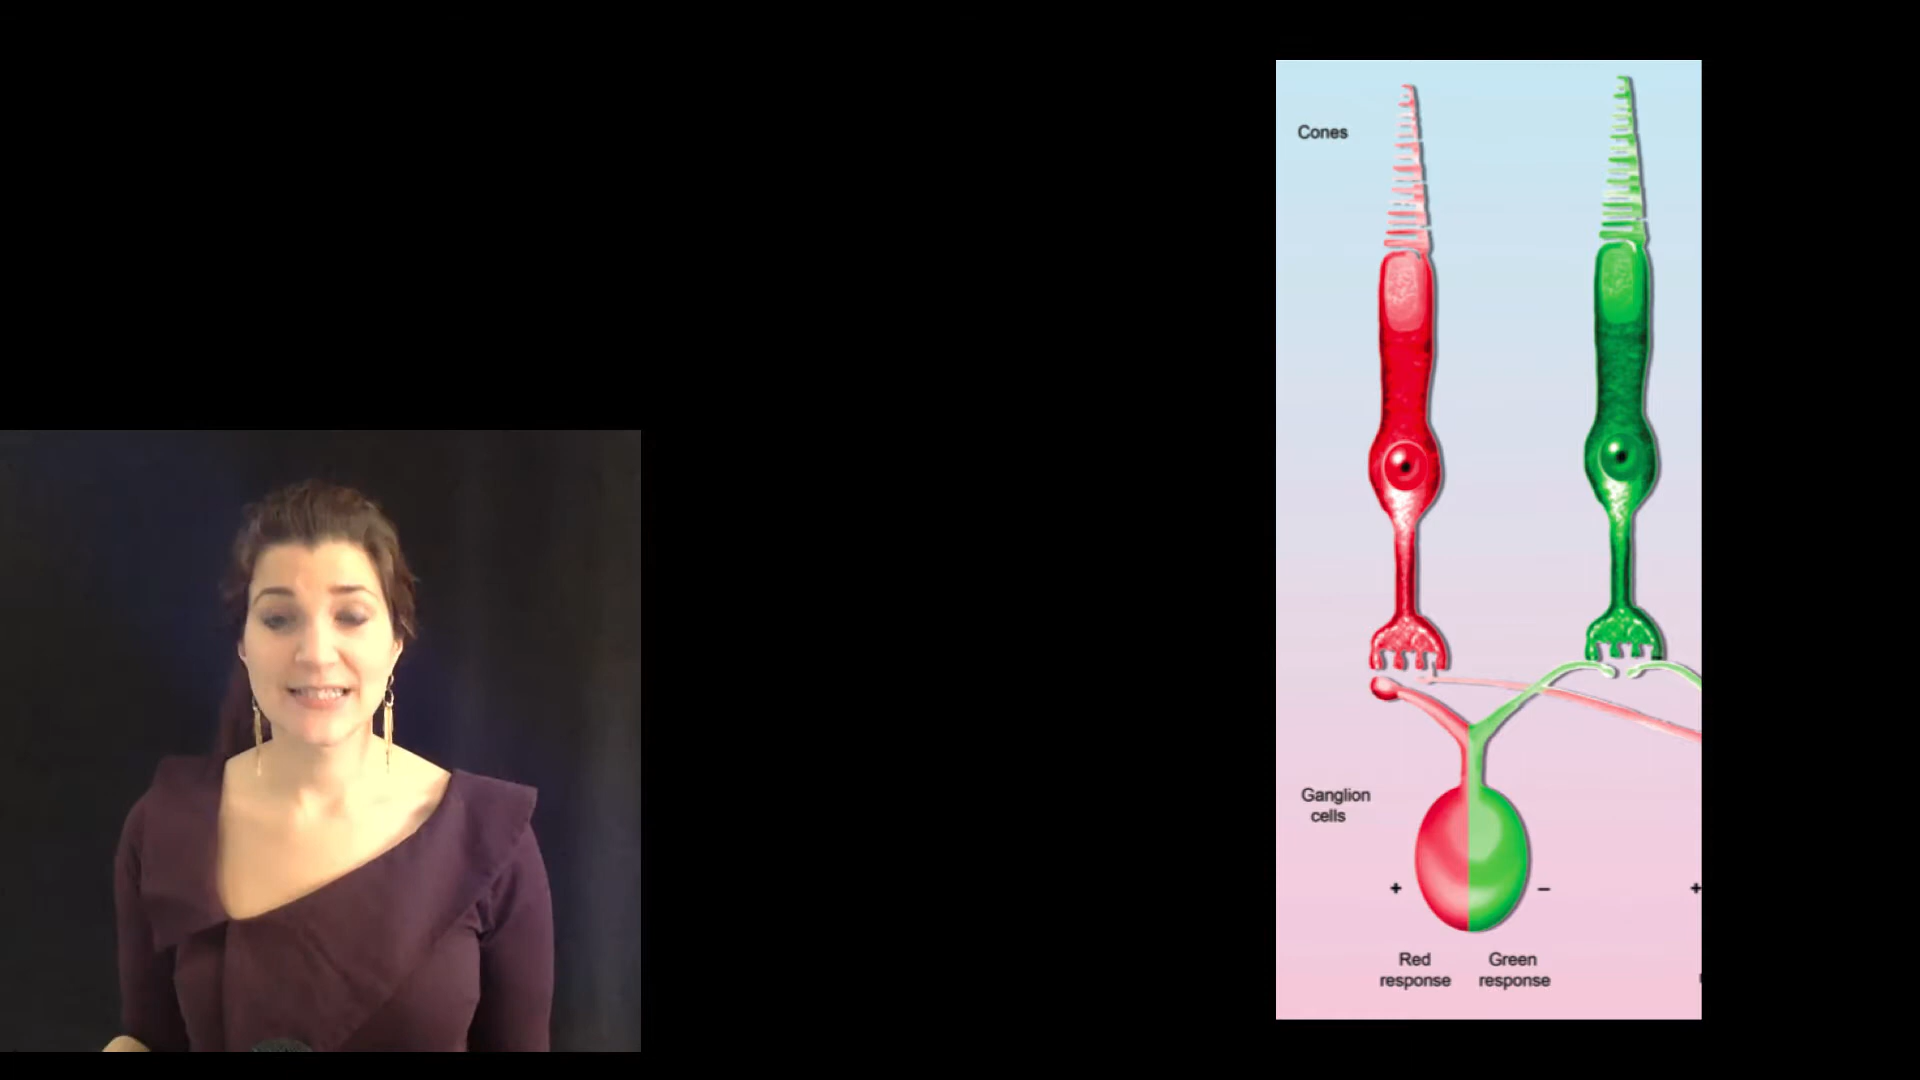 Cones
Ganglion
cells
+
–
+
Red
response
Green
response